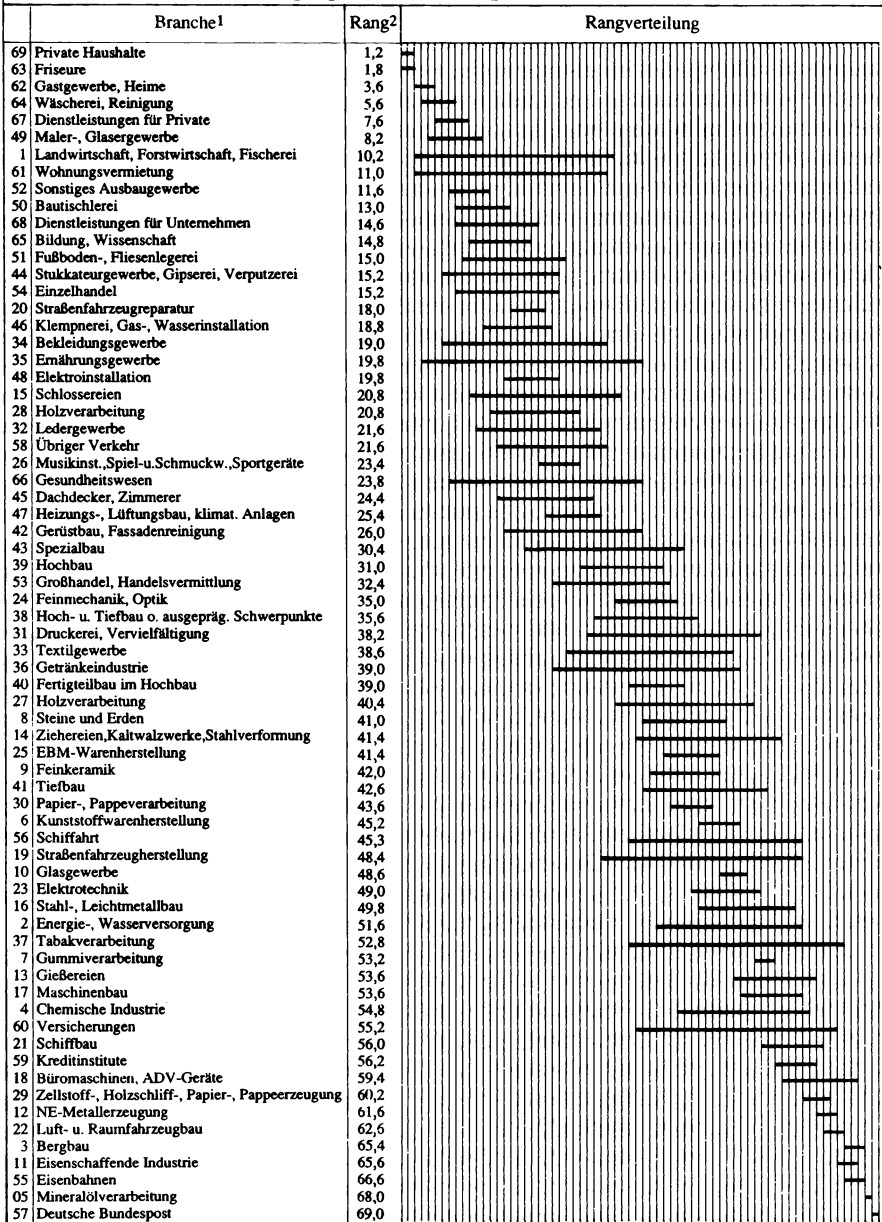 Branche1 Rang2 Rangverteilung
69 Private Haushalte 1,2
63 Friseure 1,8
62 Gastgewerbe, Heime 3,6
64 Wäscherei, Reinigung 5,6
67 Dienstleistungen für Private 7,6
49 Maler-, Glasergewerbe 8,2
1 Landwirtschaft, Forstwirtschaft, Fischerei 10,2
61 Wohnungsvermietung 11,0
52 Sonstiges Ausbaugewerbe 11,6
50 Bautischlerei 13,0
68 Dienstleistungen für Unternehmen 14,6
65 Bildung, Wissenschaft 14,8
51 Fußboden-, Fliesenlegerei 15,0
44 Stukkateurgewerbe, Gipserei, Verputzerei 15,2
54 Einzelhandel 15,2
20 Straßenfahrzeugreparatur 18,0
46 Klempnerei, Gas-, Wasserinstallation 18,8
34 Bekleidungsgewerbe 19,0
35 Ernährungsgewerbe 19,8
48 Elektroinstallation 19,8
15 Schlossereien 20,8
28 Holzverarbeitung 20,8
32 Ledergewerbe 21,6
58 Übriger Verkehr 21,6
26 Musikinst.,Spiel-u.Schmuckw.,Sportgeräte 23,4
66 Gesundheitswesen 23,8
45 Dachdecker, Zimmerer 24,4
47 Heizungs-, Lüftungsbau, klimat. Anlagen 25,4
42 Gerüstbau, Fassadenreinigung 26,0
43 Spezialbau 30,4
39 Hochbau 31,0
53 Großhandel, Handelsvermittlung 32,4
24 Feinmechanik, Optik 35,0
38 Hoch- u. Tiefbau o. ausgepräg. Schwerpunkte 35,6
31 Druckerei, Vervielfältigung 38,2
33 Textilgewerbe 38,6
36 Getränkeindustrie 39,0
40 Fertigteilbau im Hochbau 39,0
27 Holzverarbeitung 40,4
8 Steine und Erden 41,0
14 Ziehereien,Kaltwalzwerke,Stahlverformung 41,4
25 EBM-Warenherstellung 41,4
9 Feinkeramik 42,0
41 Tiefbau 42,6
30 Papier-, Pappeverarbeitung 43,6
6 Kunststoffwarenherstellung 45,2
56 Schiffahrt 45,3
19 Straßenfahrzeugherstellung 48,4
10 Glasgewerbe 48,6
23 Elektrotechnik 49,0
16 Stahl-, Leichtmetallbau 49,8
2 Energie-, Wasserversorgung 51,6
37 Tabakverarbeitung 52,8
7 Gummiverarbeitung 53,2
13 Gießereien 53,6
17 Maschinenbau 53,6
4 Chemische Industrie 54,8
60 Versicherungen 55,2
21 Schiffbau 56,0
59 Kreditinstitute 56,2
18 Büromaschinen, ADV-Geräte 59,4
29 Zellstoff-, Holzschliff-, Papier-, Pappeerzeugung 60,2
12 NE-Metallerzeugung 61,6
22 Luft- u. Raumfahrzeugbau 62,6
3 Bergbau 65,4
11 Eisenschaffende Industrie 65,6
55 Eisenbahnen 66,6
05 Mineralölverarbeitung 68,0
57 Deutsche Bundespost 69,0